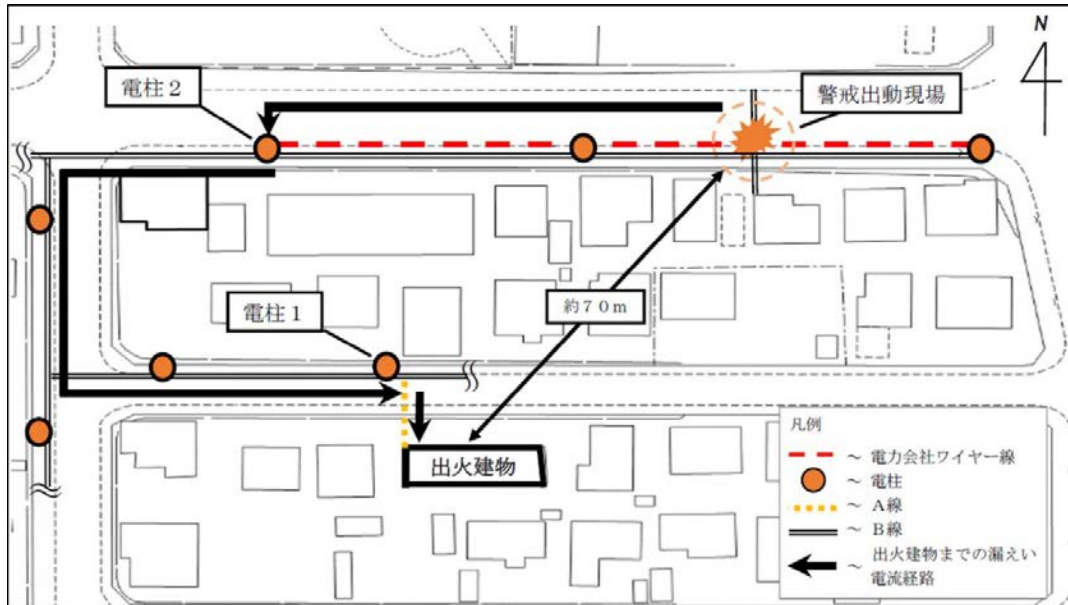 N
電柱２
警戒出動現場
約７０ｍ
電柱１
出火建物
凡例
～ 電力会社ワイヤー線
～ 電柱
～ Ａ線
～ Ｂ線
～ 出火建物までの漏えい
電流経路